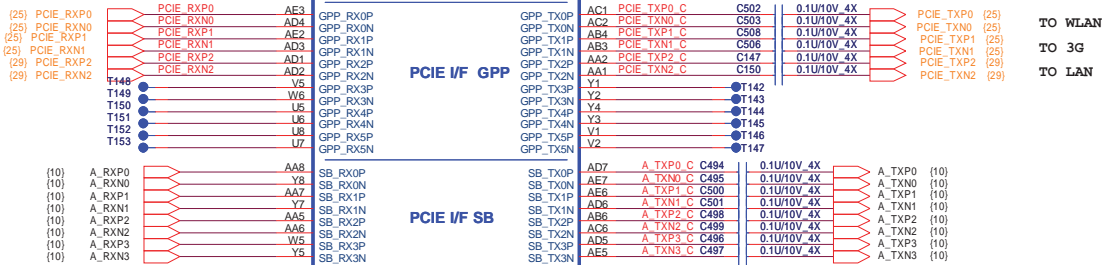 {25} PCIE_RXP0 PCIE_RXP0 AE3 GPP_RX0P GPP_TX0P AC1 PCIE_TXP0_C C502 0.1U/10V_4X PCIE_TXP0 {25}
{25} PCIE_RXN0 PCIE_RXN0 AD4 GPP_RX0N GPP_TX0N AC2 PCIE_TXN0_C C503 0.1U/10V_4X PCIE_TXN0 {25} TO WLAN
{25} PCIE_RXP1 PCIE_RXP1 AE2 GPP_RX1P GPP_TX1P AB4 PCIE_TXP1_C C508 0.1U/10V_4X PCIE_TXP1 {25}
{25} PCIE_RXN1 PCIE_RXN1 AD3 GPP_RX1N GPP_TX1N AB3 PCIE_TXN1_C C506 0.1U/10V_4X PCIE_TXN1 {25} TO 3G
{29} PCIE_RXP2 PCIE_RXP2 AD1 GPP_RX2P GPP_TX2P AA2 PCIE_TXP2_C C147 0.1U/10V_4X PCIE_TXP2 {29}
{29} PCIE_RXN2 PCIE_RXN2 AD2 GPP_RX2N PCIE I/F GPP GPP_TX2N AA1 PCIE_TXN2_C C150 0.1U/10V_4X PCIE_TXN2 {29} TO LAN
T148 V5 GPP_RX3P GPP_TX3P Y1 T142
T149 W6 GPP_RX3N GPP_TX3N Y2 T143
T150 U5 GPP_RX4P GPP_TX4P Y4 T144
T151 U6 GPP_RX4N GPP_TX4N Y3 T145
T152 U8 GPP_RX5P GPP_TX5P V1 T146
T153 U7 GPP_RX5N GPP_TX5N V2 T147
{10} A_RXP0 AA8 SB_RX0P SB_TX0P AD7 A_TXP0_C C494 0.1U/10V_4X A_TXP0 {10}
{10} A_RXN0 Y8 SB_RX0N SB_TX0N AE7 A_TXN0_C C495 0.1U/10V_4X A_TXN0 {10}
{10} A_RXP1 AA7 SB_RX1P SB_TX1P AE6 A_TXP1_C C500 0.1U/10V_4X A_TXP1 {10}
{10} A_RXN1 Y7 SB_RX1N SB_TX1N AD6 A_TXN1_C C501 0.1U/10V_4X A_TXN1 {10}
{10} A_RXP2 AA5 SB_RX2P PCIE I/F SB SB_TX2P AB6 A_TXP2_C C498 0.1U/10V_4X A_TXP2 {10}
{10} A_RXN2 AA6 SB_RX2N SB_TX2N AC6 A_TXN2_C C499 0.1U/10V_4X A_TXN2 {10}
{10} A_RXP3 W5 SB_RX3P SB_TX3P AD5 A_TXP3_C C496 0.1U/10V_4X A_TXP3 {10}
{10} A_RXN3 Y5 SB_RX3N SB_TX3N AE5 A_TXN3_C C497 0.1U/10V_4X A_TXN3 {10}